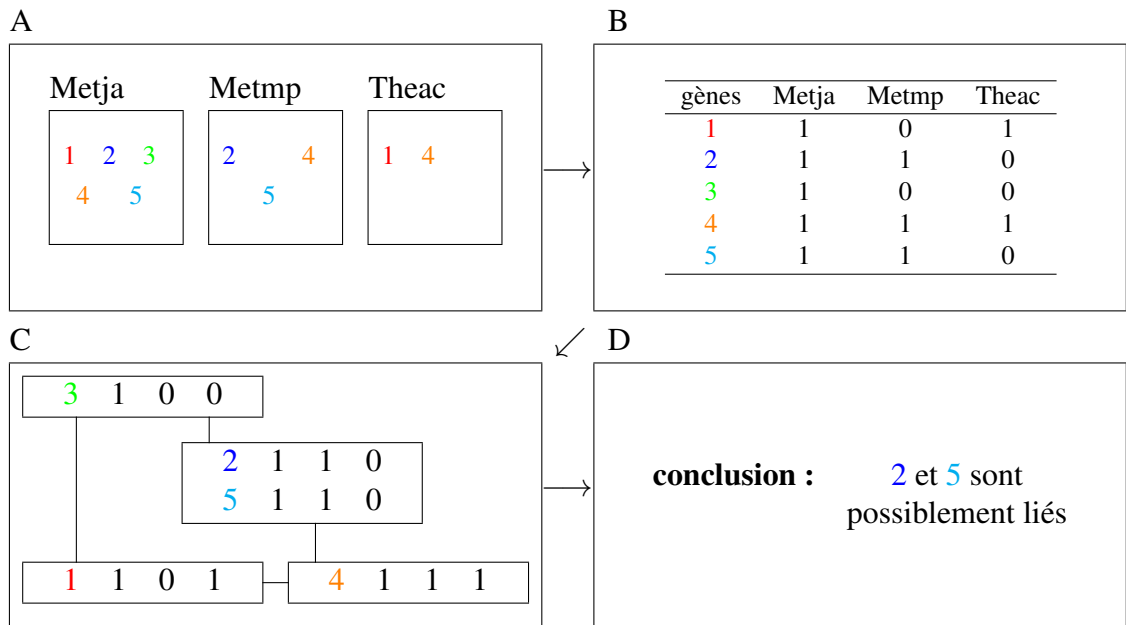 A
Metja Metmp Theac
1 2 3 2 4 1 4
4 5 5
B
gènes Metja Metmp Theac
1 1 0 1
2 1 1 0
3 1 0 0
4 1 1 1
5 1 1 0
C
3 1 0 0
2 1 1 0
5 1 1 0
1 1 0 1 4 1 1 1
D
conclusion : 2 et 5 sont
possiblement liés